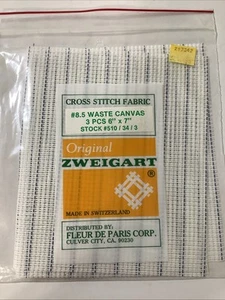 CROSS STITCH FABRIC
#8.5 WASTE CANVAS
3 PCS 6" x 7"
STOCK #510 / 34 / 3
Original
ZWEIGART
MADE IN SWITZERLAND
DISTRIBUTED BY:
FLEUR DE PARIS CORP.
CULVER CITY, CA. 90230